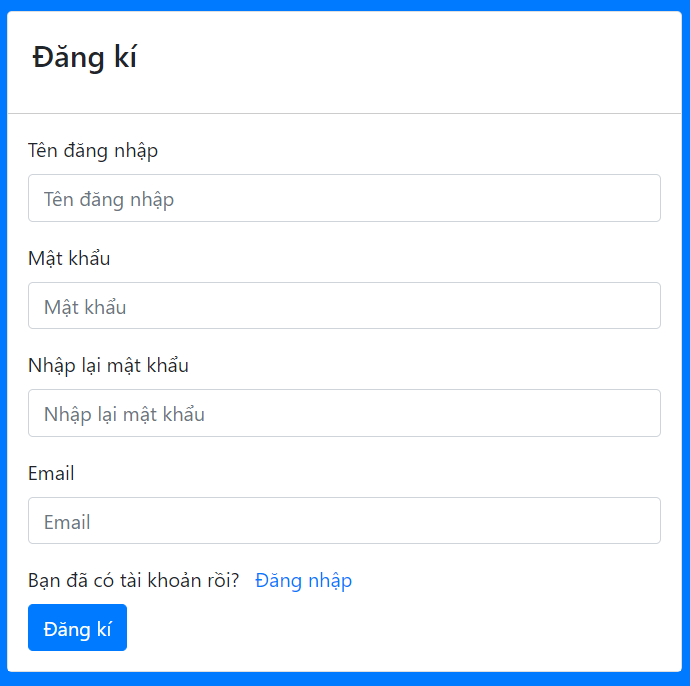 Đăng kí
Tên đăng nhập
Tên đăng nhập
Mật khẩu
Mật khẩu
Nhập lại mật khẩu
Nhập lại mật khẩu
Email
Email
Bạn đã có tài khoản rồi? Đăng nhập
Đăng kí